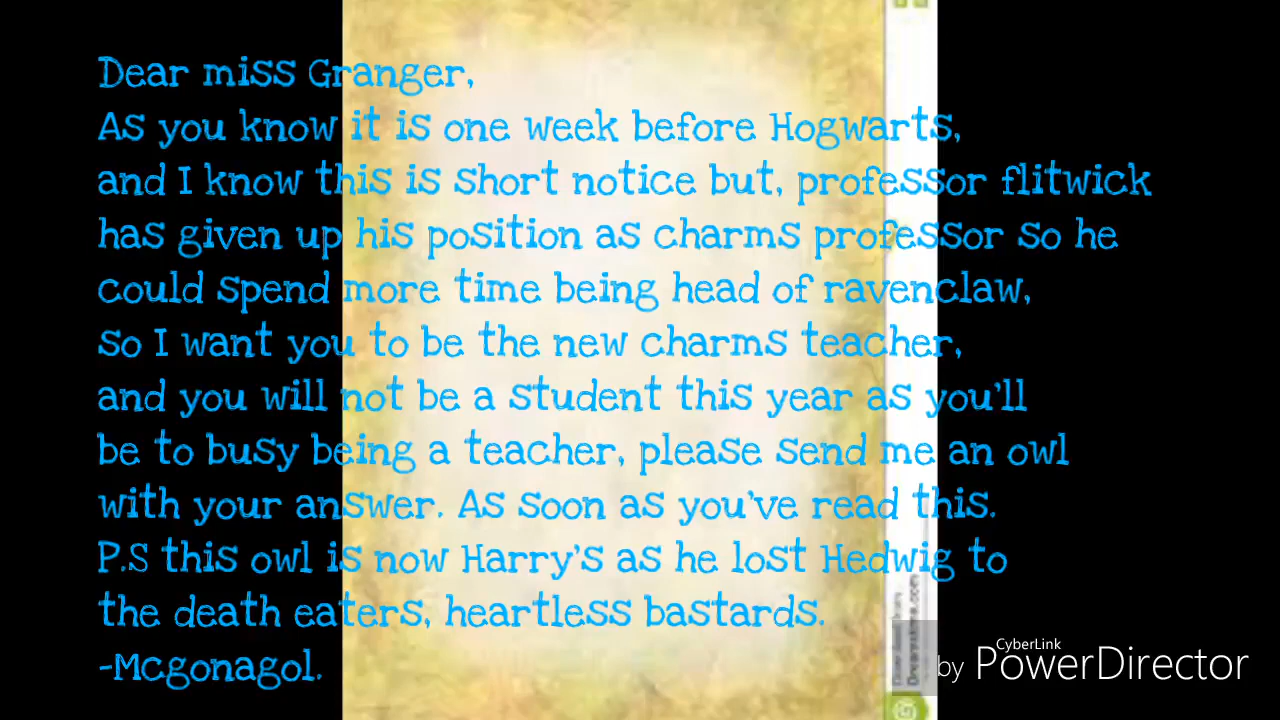 Dear miss Granger,
As you know it is one week before Hogwarts,
and I know this is short notice but, professor flitwick
has given up his position as charms professor so he
could spend more time being head of ravenclaw,
so I want you to be the new charms teacher,
and you will not be a student this year as you'll
be to busy being a teacher, please send me an owl
with your answer. As soon as you've read this.
P.S this owl is now Harry's as he lost Hedwig to
the death eaters, heartless bastards.
-Mcgonagol.
CyberLink
by PowerDirector